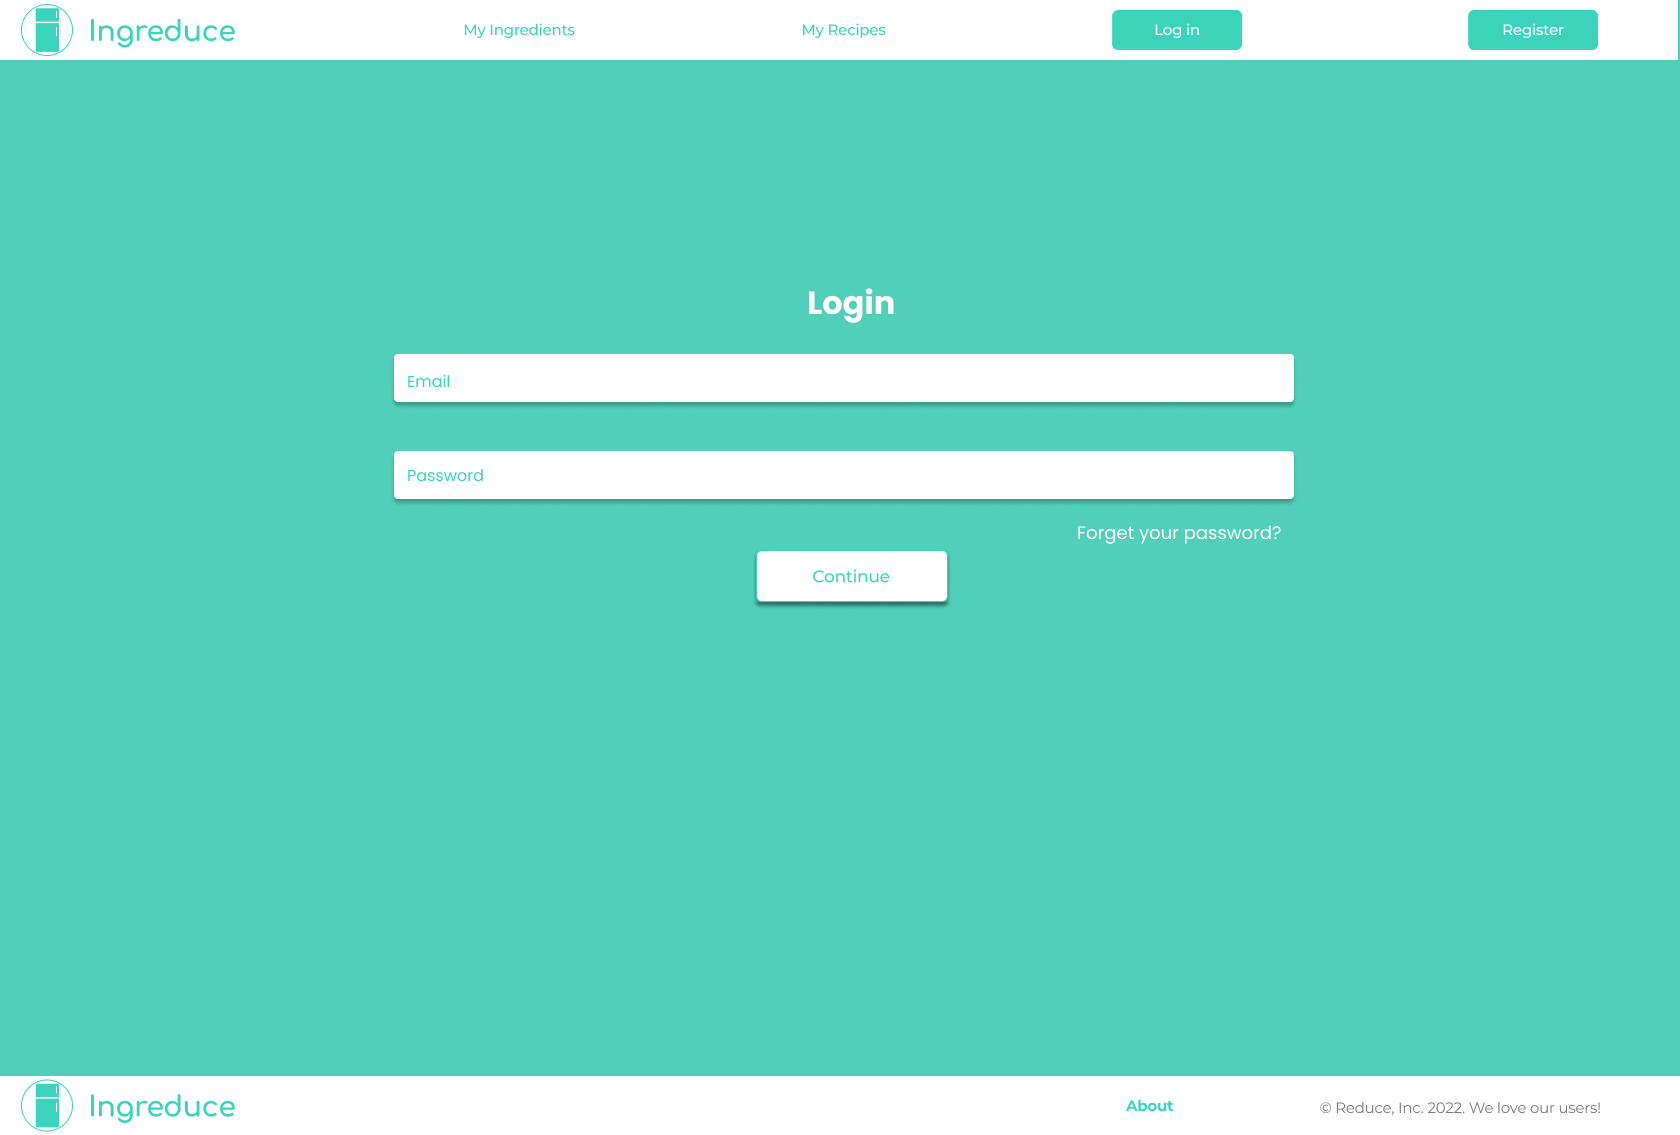 Ingreduce
My Ingredients
My Recipes
Log in
Register
Login
Email
Password
Forget your password?
Continue
Ingreduce
About
© Reduce, Inc. 2022. We love our users!